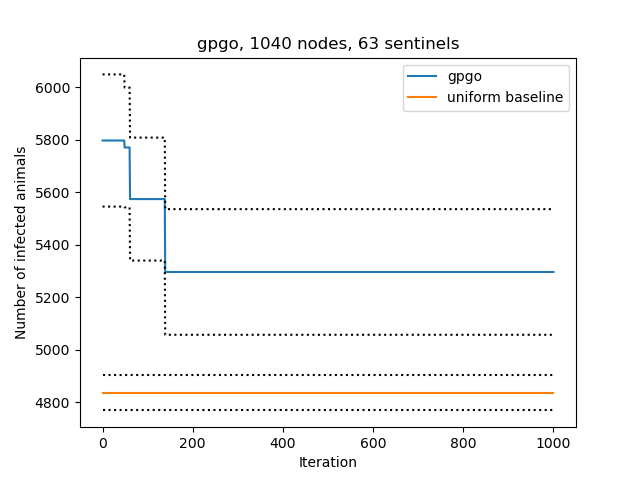 gpgo, 1040 nodes, 63 sentinels
gpgo
uniform baseline
6000
5800
5600
5400
5200
5000
4800
Number of infected animals
0 200 400 600 800 1000
Iteration